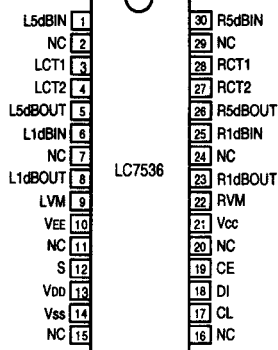 L5dBIN 1 30 R5dBIN
NC 2 29 NC
LCT1 3 28 RCT1
LCT2 4 27 RCT2
L5dBOUT 5 26 R5dBOUT
L1dBIN 6 25 R1dBIN
NC 7 24 NC
LC7536
L1dBOUT 8 23 R1dBOUT
LVM 9 22 RVM
VEE 10 21 Vcc
NC 11 20 NC
S 12 19 CE
VDD 13 18 DI
Vss 14 17 CL
NC 15 16 NC